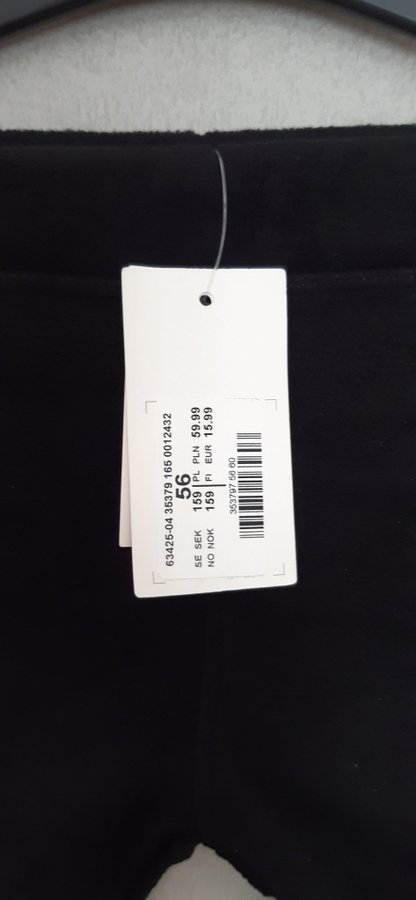 63425-04 35379 165 0012432
56
SE SEK 159 PL PLN 59.99
NO NOK 159 FI EUR 15.99
353797 56 60